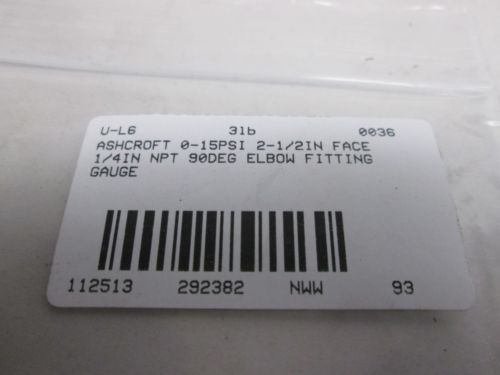 U-L6 3lb 0036
ASHCROFT 0-15PSI 2-1/2IN FACE
1/4IN NPT 90DEG ELBOW FITTING
GAUGE
112513 292382 NWW 93